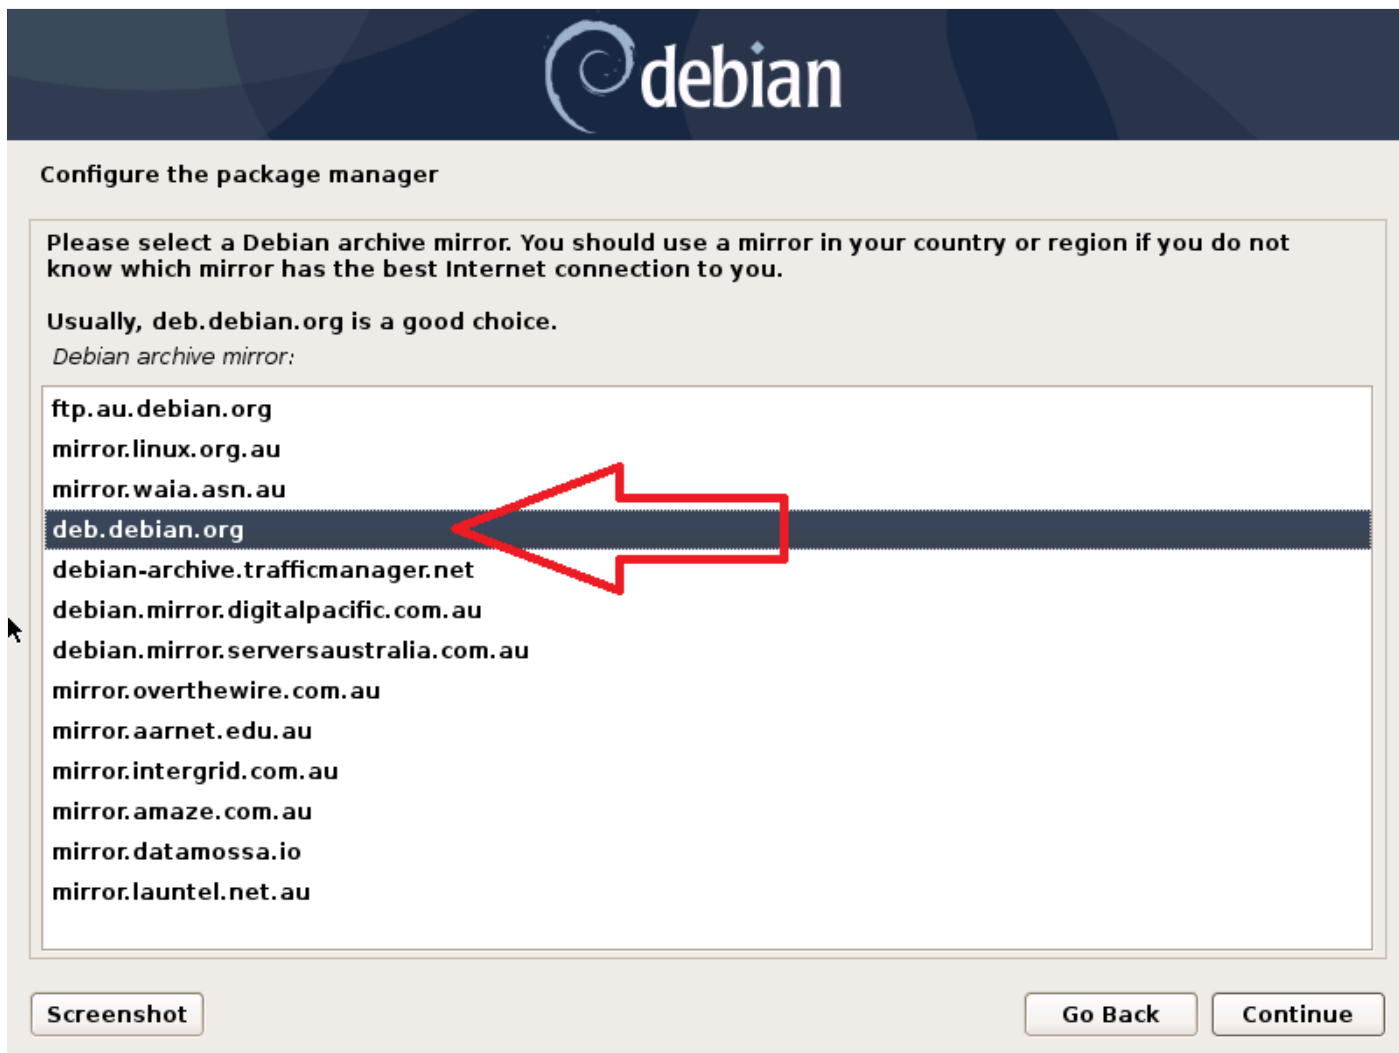 debian
Configure the package manager
Please select a Debian archive mirror. You should use a mirror in your country or region if you do not
know which mirror has the best Internet connection to you.
Usually, deb.debian.org is a good choice.
Debian archive mirror:
ftp.au.debian.org
mirror.linux.org.au
mirror.waia.asn.au
deb.debian.org
debian-archive.trafficmanager.net
debian.mirror.digitalpacific.com.au
debian.mirror.serversaustralia.com.au
mirror.overthewire.com.au
mirror.aarnet.edu.au
mirror.intergrid.com.au
mirror.amaze.com.au
mirror.datamossa.io
mirror.launtel.net.au
Screenshot
Go Back
Continue